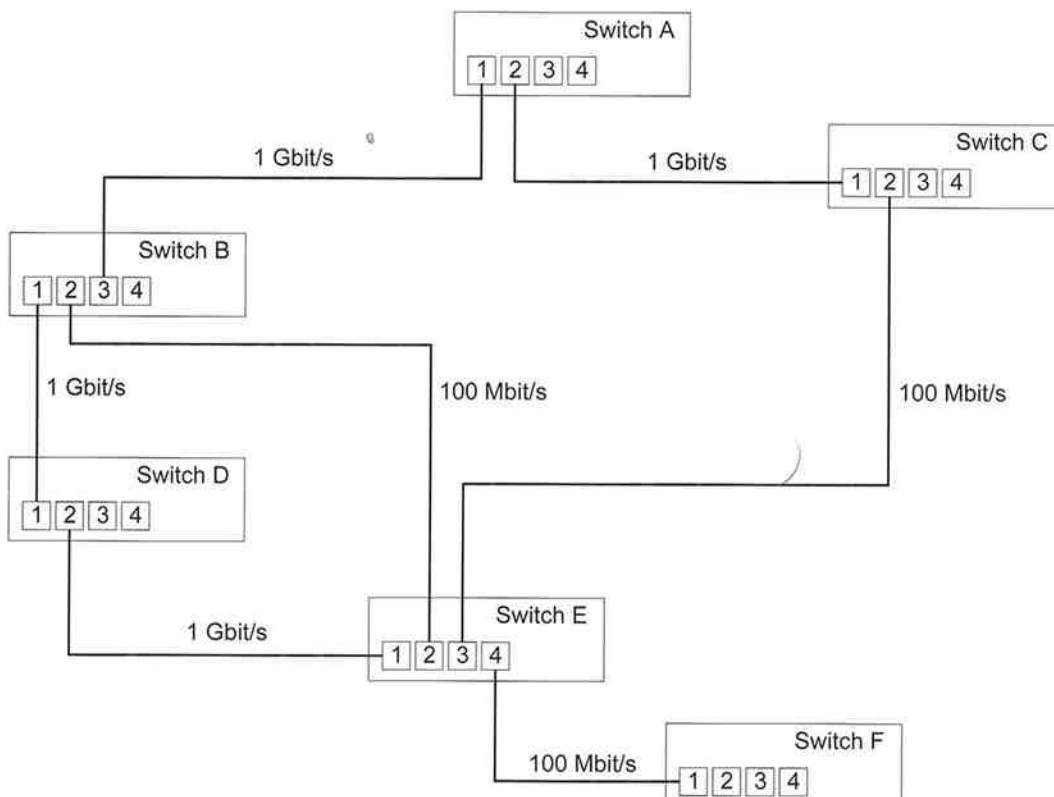 Switch A
1 2 3 4
1 Gbit/s
1 Gbit/s
Switch C
1 2 3 4
Switch B
1 2 3 4
1 Gbit/s
100 Mbit/s
100 Mbit/s
Switch D
1 2 3 4
1 Gbit/s
Switch E
1 2 3 4
100 Mbit/s
Switch F
1 2 3 4